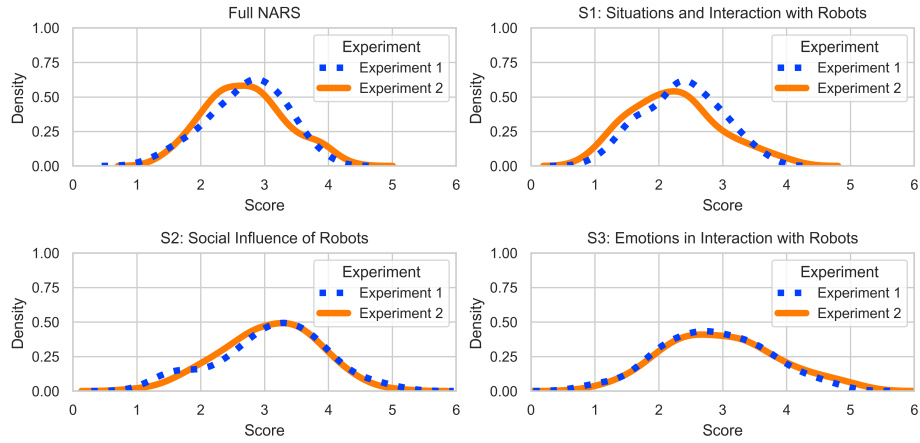 Full NARS
1.00
0.75
0.50
0.25
0.00
Density
0 1 2 3 4 5 6
Score
Experiment
Experiment 1
Experiment 2
S1: Situations and Interaction with Robots
1.00
0.75
0.50
0.25
0.00
Density
0 1 2 3 4 5 6
Score
Experiment
Experiment 1
Experiment 2
S2: Social Influence of Robots
1.00
0.75
0.50
0.25
0.00
Density
0 1 2 3 4 5 6
Score
Experiment
Experiment 1
Experiment 2
S3: Emotions in Interaction with Robots
1.00
0.75
0.50
0.25
0.00
Density
0 1 2 3 4 5 6
Score
Experiment
Experiment 1
Experiment 2